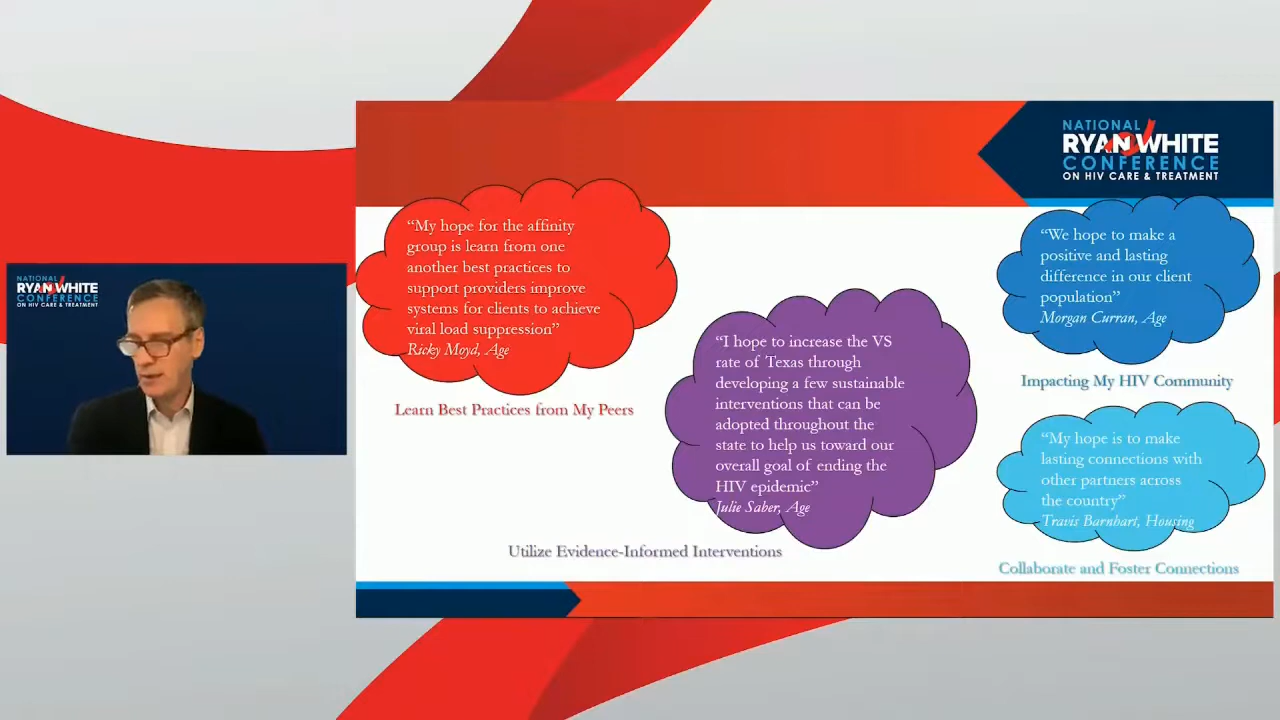 NATIONAL
RYAN WHITE
CONFERENCE
ON HIV CARE & TREATMENT
NATIONAL
RYAN WHITE
CONFERENCE
ON HIV CARE & TREATMENT
“My hope for the affinity
group is learn from one
another best practices to
support providers improve
systems for clients to achieve
viral load suppression”
Ricky Moyd, Age
Learn Best Practices from My Peers
“I hope to increase the VS
rate of Texas through
developing a few sustainable
interventions that can be
adopted throughout the
state to help us toward our
overall goal of ending the
HIV epidemic”
Julie Saber, Age
Utilize Evidence-Informed Interventions
“We hope to make a
positive and lasting
difference in our client
population”
Morgan Curran, Age
Impacting My HIV Community
“My hope is to make
lasting connections with
other partners across
the country”
Travis Barnhart, Housing
Collaborate and Foster Connections